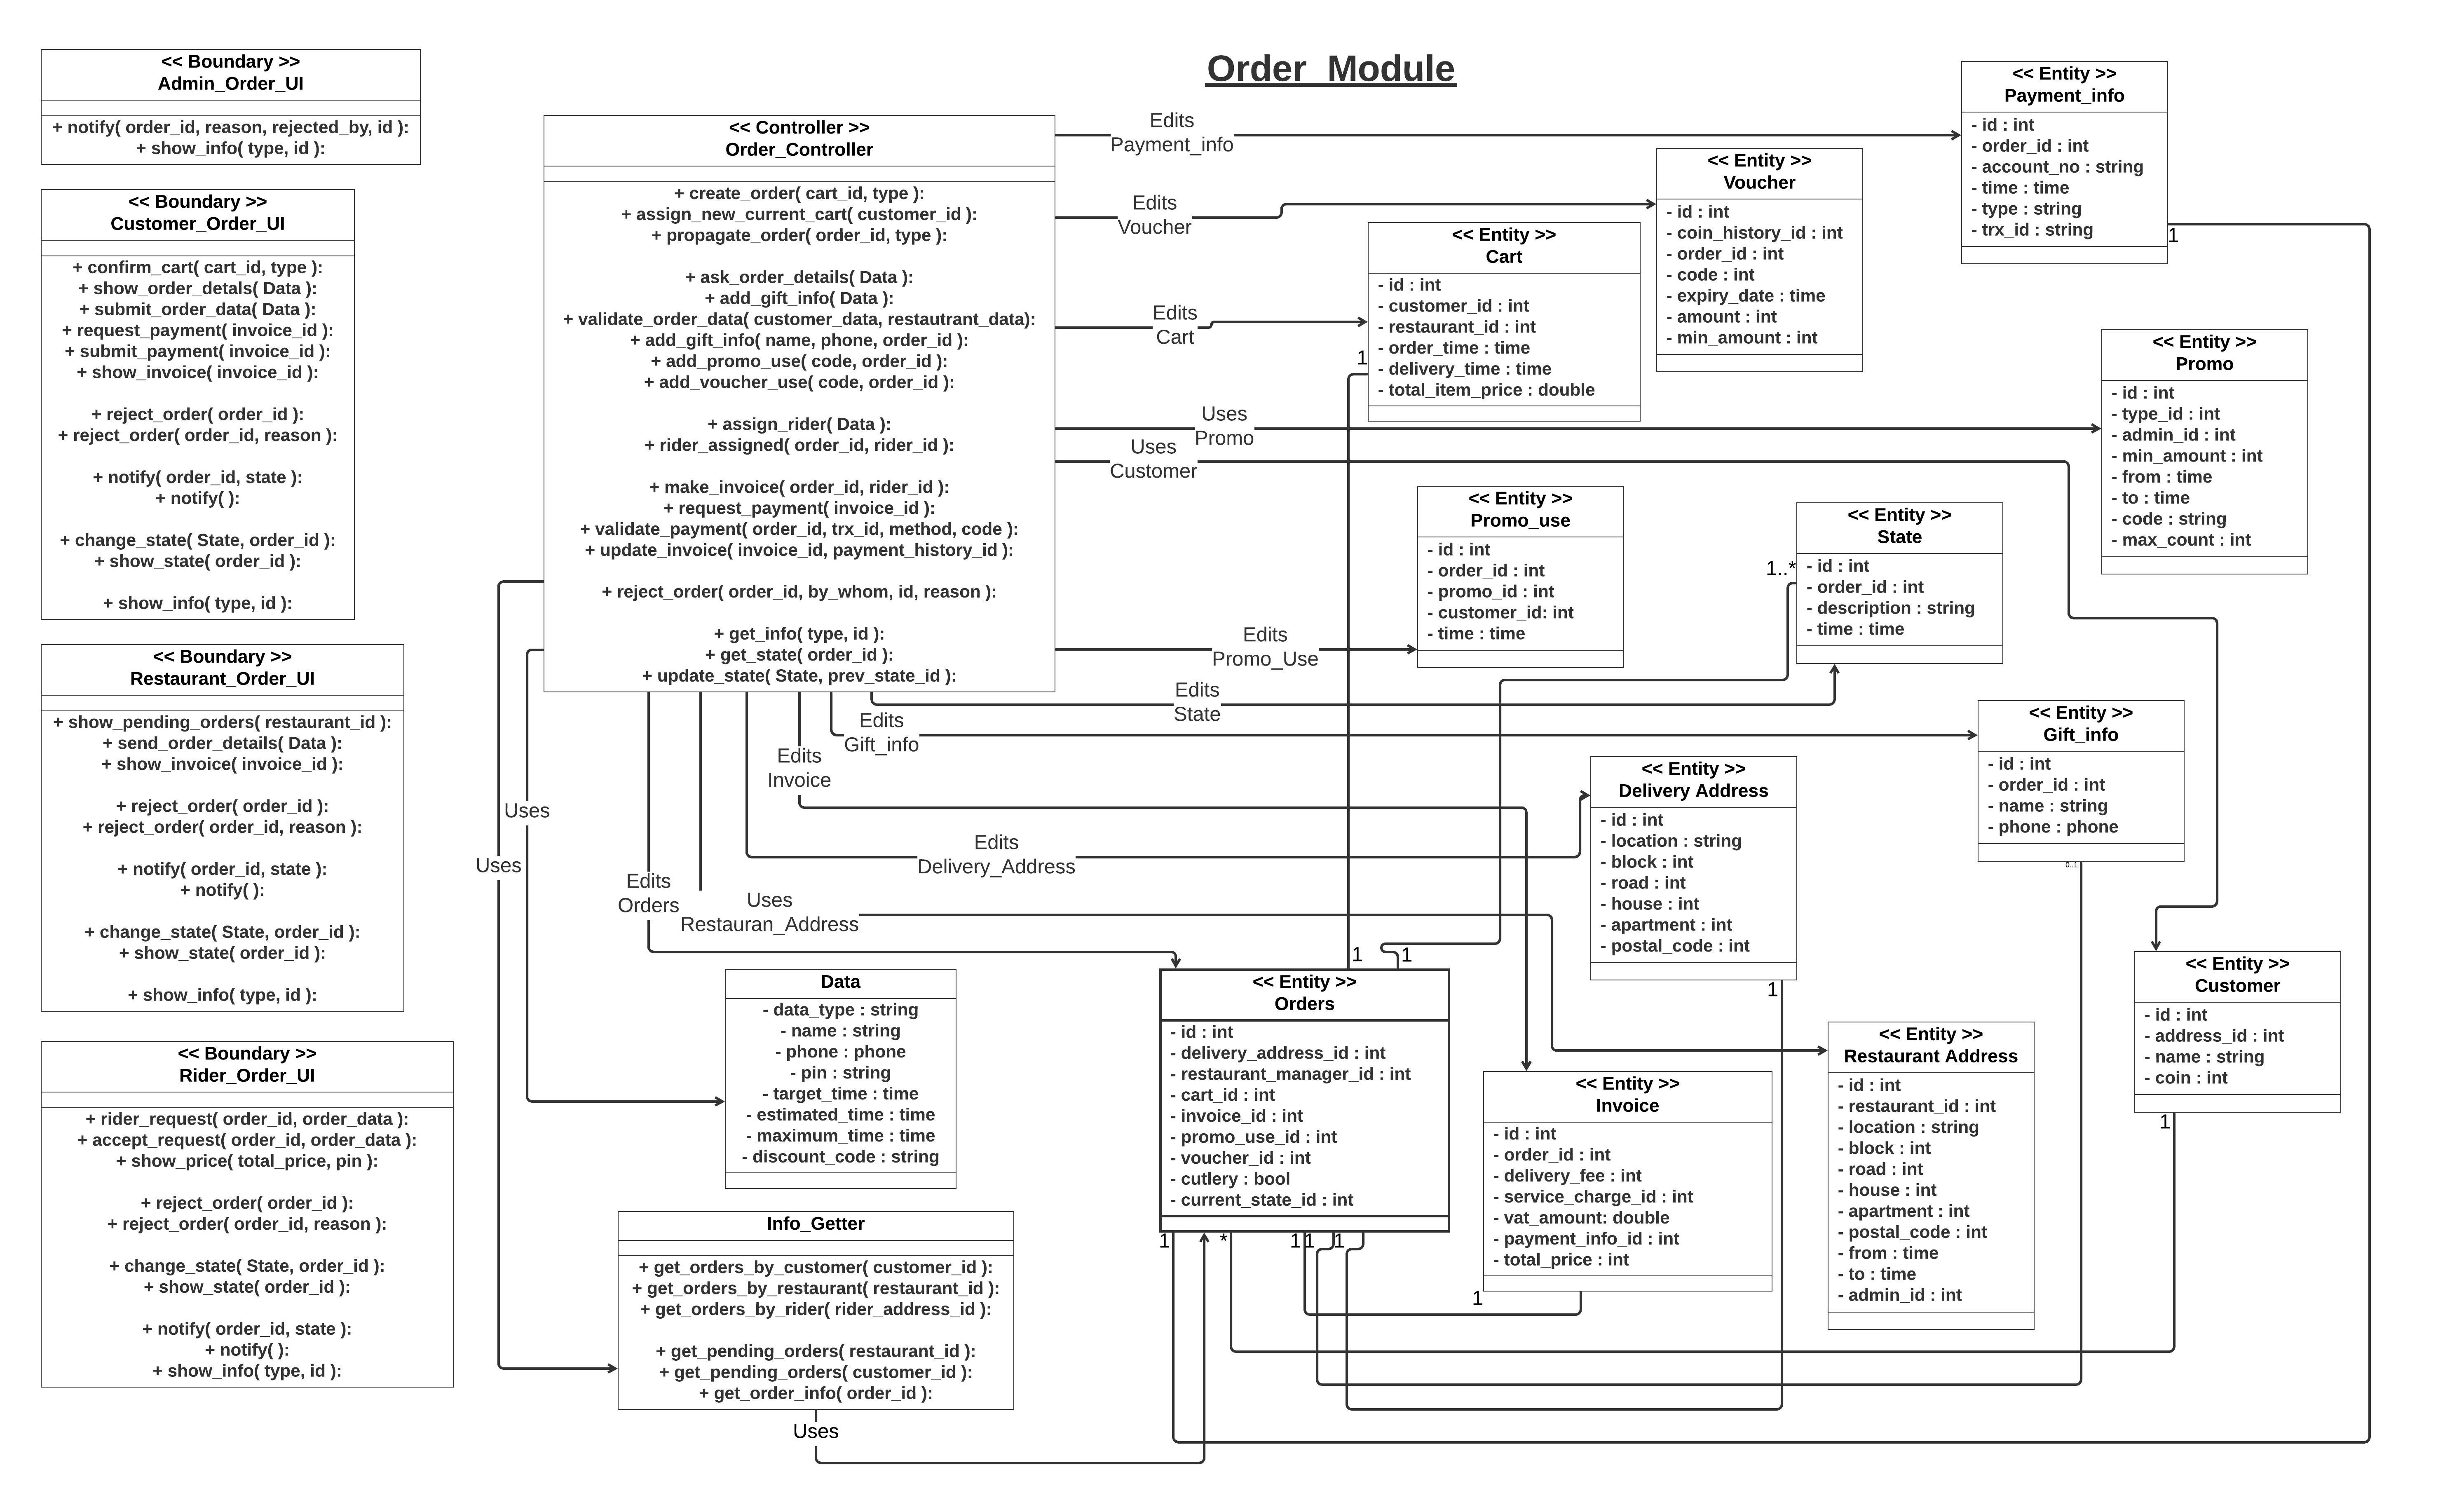 Order_Module
<< Boundary >>
Admin_Order_UI
+ notify( order_id, reason, rejected_by, id ):
+ show_info( type, id ):
<< Boundary >>
Customer_Order_UI
+ confirm_cart( cart_id, type ):
+ show_order_detals( Data ):
+ submit_order_data( Data ):
+ request_payment( invoice_id ):
+ submit_payment( invoice_id ):
+ show_invoice( invoice_id ):
+ reject_order( order_id ):
+ reject_order( order_id, reason ):
+ notify( order_id, state ):
+ notify( ):
+ change_state( State, order_id ):
+ show_state( order_id ):
+ show_info( type, id ):
<< Boundary >>
Restaurant_Order_UI
+ show_pending_orders( restaurant_id ):
+ send_order_details( Data ):
+ show_invoice( invoice_id ):
+ reject_order( order_id ):
+ reject_order( order_id, reason ):
+ notify( order_id, state ):
+ notify( ):
+ change_state( State, order_id ):
+ show_state( order_id ):
+ show_info( type, id ):
<< Boundary >>
Rider_Order_UI
+ rider_request( order_id, order_data ):
+ accept_request( order_id, order_data ):
+ show_price( total_price, pin ):
+ reject_order( order_id ):
+ reject_order( order_id, reason ):
+ change_state( State, order_id ):
+ show_state( order_id ):
+ notify( order_id, state ):
+ notify( ):
+ show_info( type, id ):
<< Controller >>
Order_Controller
+ create_order( cart_id, type ):
+ assign_new_current_cart( customer_id ):
+ propagate_order( order_id, type ):
+ ask_order_details( Data ):
+ add_gift_info( Data ):
+ validate_order_data( customer_data, restautrant_data):
+ add_gift_info( name, phone, order_id ):
+ add_promo_use( code, order_id ):
+ add_voucher_use( code, order_id ):
+ assign_rider( Data ):
+ rider_assigned( order_id, rider_id ):
+ make_invoice( order_id, rider_id ):
+ request_payment( invoice_id ):
+ validate_payment( order_id, trx_id, method, code ):
+ update_invoice( invoice_id, payment_history_id ):
+ reject_order( order_id, by_whom, id, reason ):
+ get_info( type, id ):
+ get_state( order_id ):
+ update_state( State, prev_state_id ):
Edits
Payment_info
Edits
Voucher
Edits
Cart
Uses
Promo
Uses
Customer
Edits
Promo_Use
Edits
State
Edits
Gift_info
Edits
Invoice
Edits
Delivery_Address
Edits
Orders
Uses
Restauran_Address
Uses
Uses
<< Entity >>
Payment_info
- id : int
- order_id : int
- account_no : string
- time : time
- type : string
- trx_id : string
1
<< Entity >>
Voucher
- id : int
- coin_history_id : int
- order_id : int
- code : int
- expiry_date : time
- amount : int
- min_amount : int
<< Entity >>
Cart
- id : int
- customer_id : int
- restaurant_id : int
- order_time : time
- delivery_time : time
- total_item_price : double
1
<< Entity >>
Promo
- id : int
- type_id : int
- admin_id : int
- min_amount : int
- from : time
- to : time
- code : string
- max_count : int
<< Entity >>
Promo_use
- id : int
- order_id : int
- promo_id : int
- customer_id: int
- time : time
<< Entity >>
State
1..*
- id : int
- order_id : int
- description : string
- time : time
<< Entity >>
Gift_info
- id : int
- order_id : int
- name : string
- phone : phone
0..1
<< Entity >>
Delivery Address
- id : int
- location : string
- block : int
- road : int
- house : int
- apartment : int
- postal_code : int
1
<< Entity >>
Customer
- id : int
- address_id : int
- name : string
- coin : int
1
<< Entity >>
Restaurant Address
- id : int
- restaurant_id : int
- location : string
- block : int
- road : int
- house : int
- apartment : int
- postal_code : int
- from : time
- to : time
- admin_id : int
<< Entity >>
Invoice
- id : int
- order_id : int
- delivery_fee : int
- service_charge_id : int
- vat_amount: double
- payment_info_id : int
- total_price : int
1
1
1
<< Entity >>
Orders
- id : int
- delivery_address_id : int
- restaurant_manager_id : int
- cart_id : int
- invoice_id : int
- promo_use_id : int
- voucher_id : int
- cutlery : bool
- current_state_id : int
1
*
1
1
1
Data
- data_type : string
- name : string
- phone : phone
- pin : string
- target_time : time
- estimated_time : time
- maximum_time : time
- discount_code : string
Info_Getter
+ get_orders_by_customer( customer_id ):
+ get_orders_by_restaurant( restaurant_id ):
+ get_orders_by_rider( rider_address_id ):
+ get_pending_orders( restaurant_id ):
+ get_pending_orders( customer_id ):
+ get_order_info( order_id ):
Uses